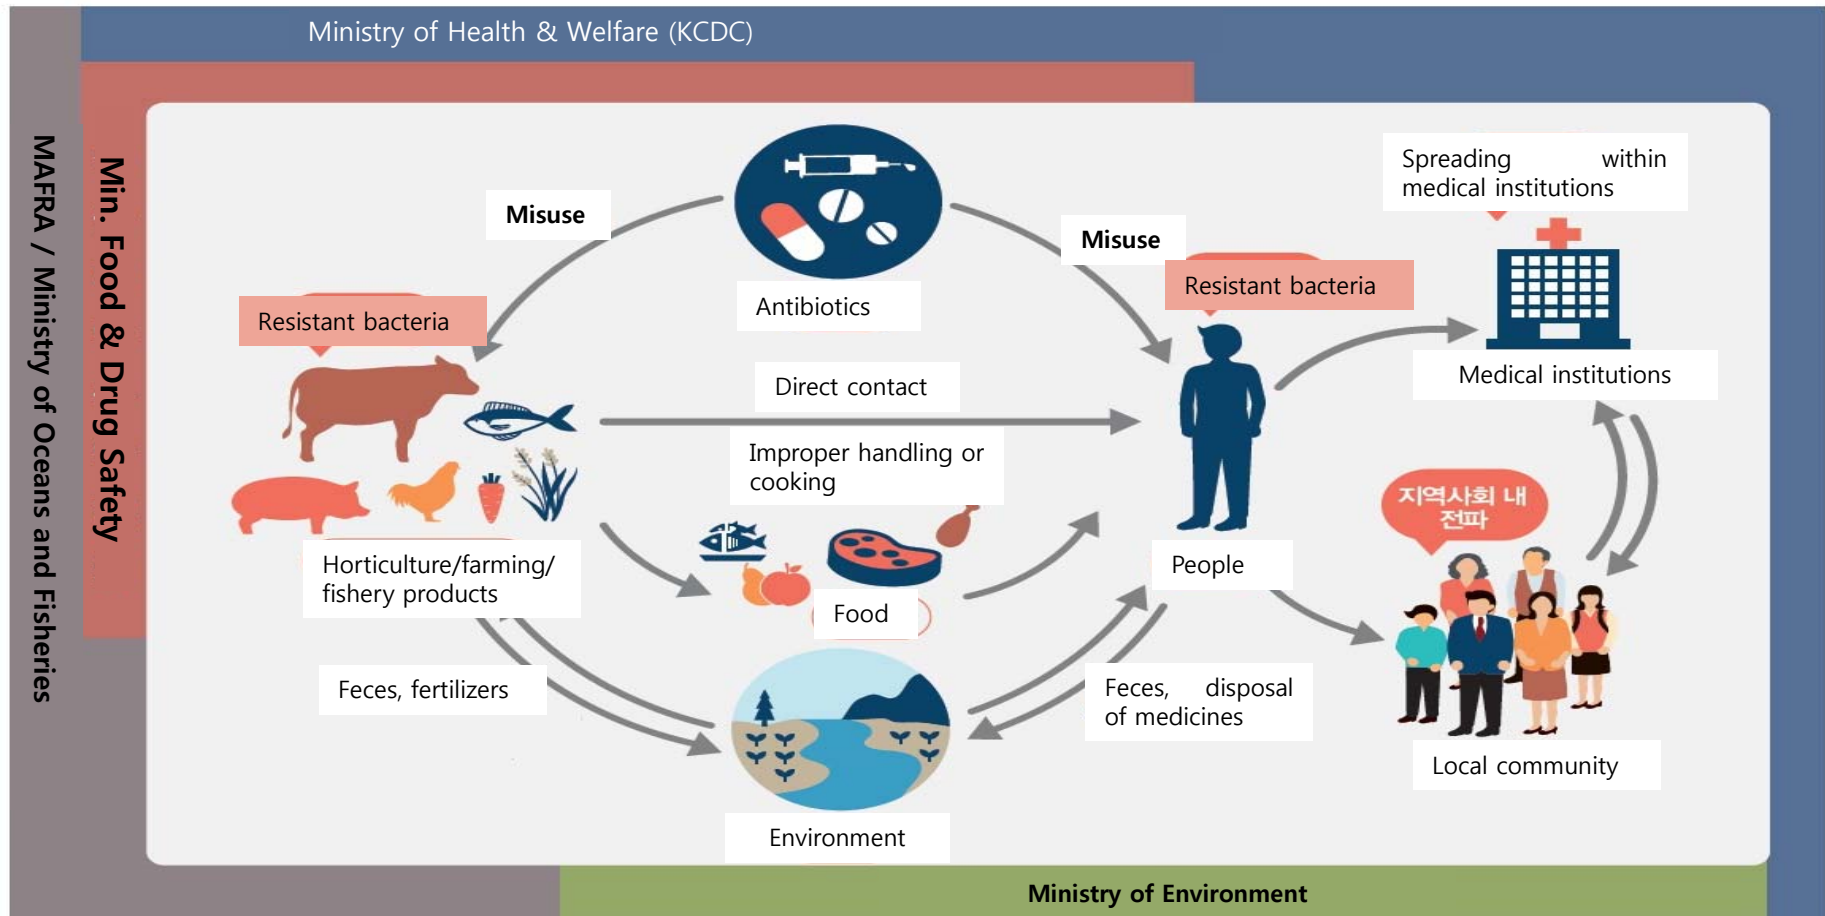 Ministry of Health & Welfare (KCDC)
MAFRA / Ministry of Oceans and Fisheries
Min. Food & Drug Safety
Spreading within
medical institutions
Misuse
Misuse
Resistant bacteria
Antibiotics
Resistant bacteria
Direct contact
Medical institutions
Improper handling or
cooking
지역사회 내
전파
Horticulture/farming/
fishery products
People
Food
Feces, fertilizers
Feces, disposal
of medicines
Local community
Environment
Ministry of Environment